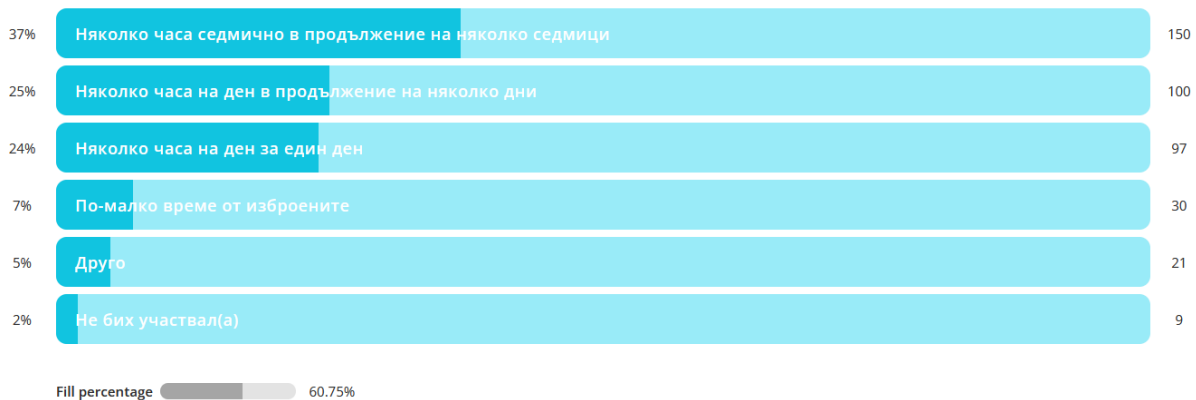 37% Няколко часа седмично в продължение на няколко седмици 150
25% Няколко часа на ден в продължение на няколко дни 100
24% Няколко часа на ден за един ден 97
7% По-малко време от изброените 30
5% Друго 21
2% Не бих участвал(а) 9
Fill percentage 60.75%